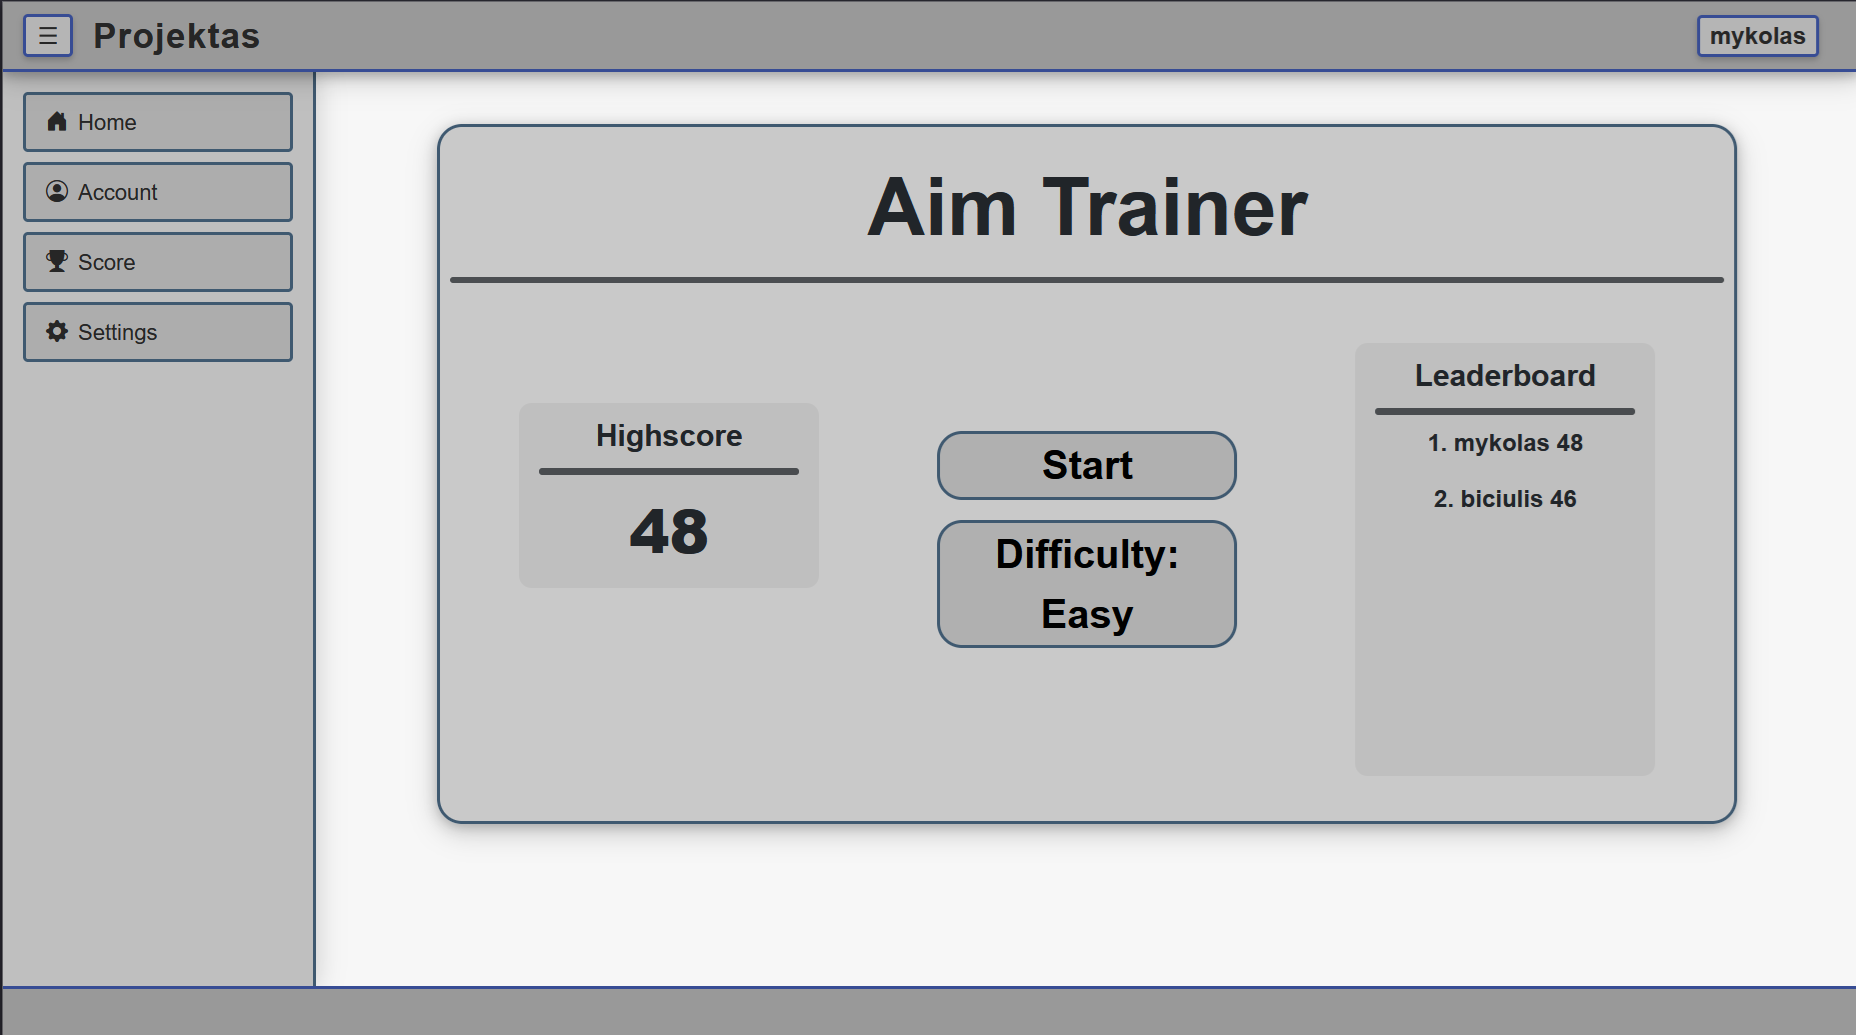 Projektas
mykolas
Home
Account
Score
Settings
Aim Trainer
Highscore
48
Start
Difficulty:
Easy
Leaderboard
1. mykolas 48
2. biciulis 46